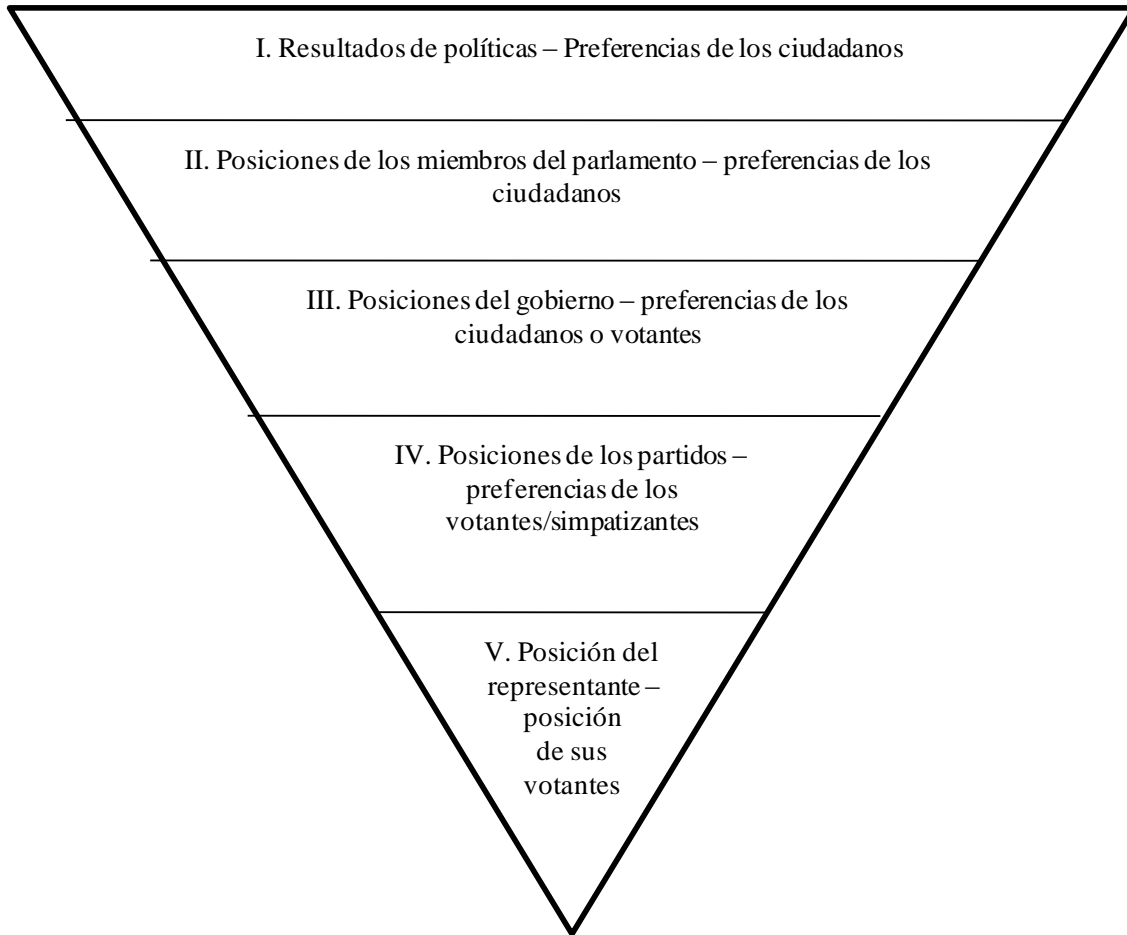 I. Resultados de políticas – Preferencias de los ciudadanos
II. Posiciones de los miembros del parlamento – preferencias de los
ciudadanos
III. Posiciones del gobierno – preferencias de los
ciudadanos o votantes
IV. Posiciones de los partidos –
preferencias de los
votantes/simpatizantes
V. Posición del
representante –
posición
de sus
votantes